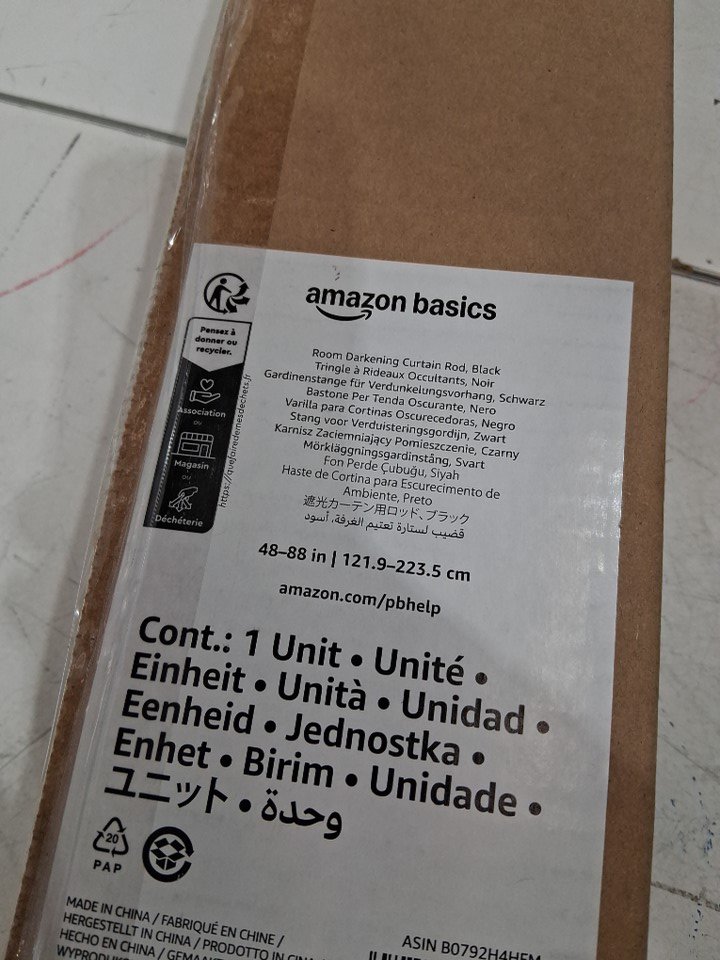 amazon basics
Pensez à
donner ou
recycler.
Association
ou
Magasin
ou
Déchéterie
https://quefairedemesdechets.fr
Room Darkening Curtain Rod, Black
Tringle à Rideaux Occultants, Noir
Gardinenstange für Verdunkelungsvorhang, Schwarz
Bastone Per Tenda Oscurante, Nero
Varilla para Cortinas Oscurecedoras, Negro
Stang voor Verduisteringsgordijn, Zwart
Karnisz Zaciemniający Pomieszczenie, Czarny
Mörkläggningsgardinstång, Svart
Fon Perde Çubuğu, Siyah
Haste de Cortina para Escurecimento de
Ambiente, Preto
遮光カーテン用ロッド、ブラック
قضيب لستارة تعتيم الغرفة، أسود
48–88 in | 121.9–223.5 cm
amazon.com/pbhelp
Cont.: 1 Unit • Unité •
Einheit • Unità • Unidad •
Eenheid • Jednostka •
Enhet • Birim • Unidade •
ユニット • وحدة
20
PAP
MADE IN CHINA / FABRIQUÉ EN CHINE /
HERGESTELLT IN CHINA / PRODOTTO IN
HECHO EN CHINA /
ASIN B0792H4HFM